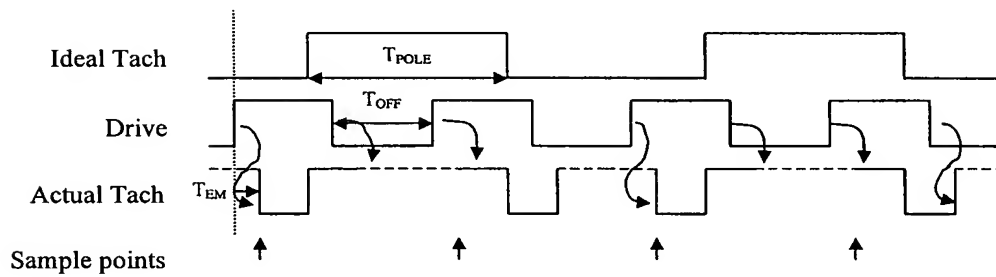 Ideal Tach
TPOLE
TOFF
Drive
TEM
Actual Tach
Sample points